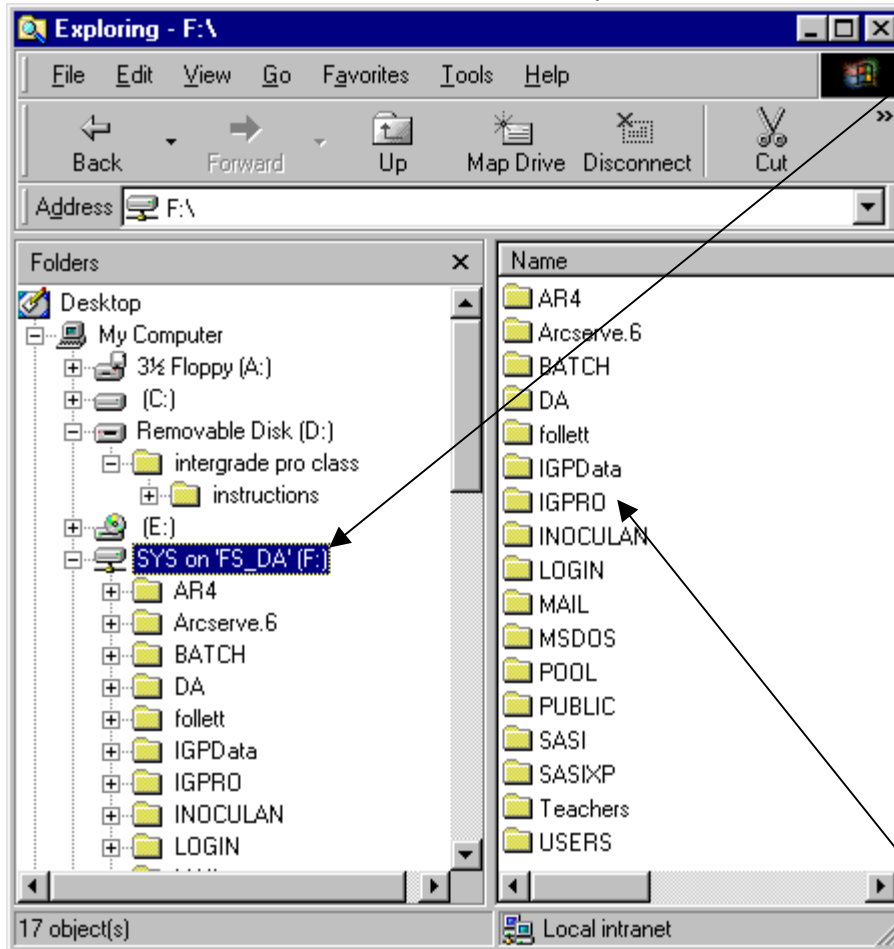 Exploring - F:\
File Edit View Go Favorites Tools Help
Back Forward Up Map Drive Disconnect Cut »
Address F:\
Folders
Desktop
My Computer
3½ Floppy (A:)
(C:)
Removable Disk (D:)
intergrade pro class
instructions
(E:)
SYS on 'FS_DA' (F:)
AR4
Arcserve.6
BATCH
DA
follett
IGPData
IGPRO
INOCULAN
LOGIN
Name
AR4
Arcserve.6
BATCH
DA
follett
IGPData
IGPRO
INOCULAN
LOGIN
MAIL
MSDOS
POOL
PUBLIC
SASI
SASIXP
Teachers
USERS
17 object(s)
Local intranet